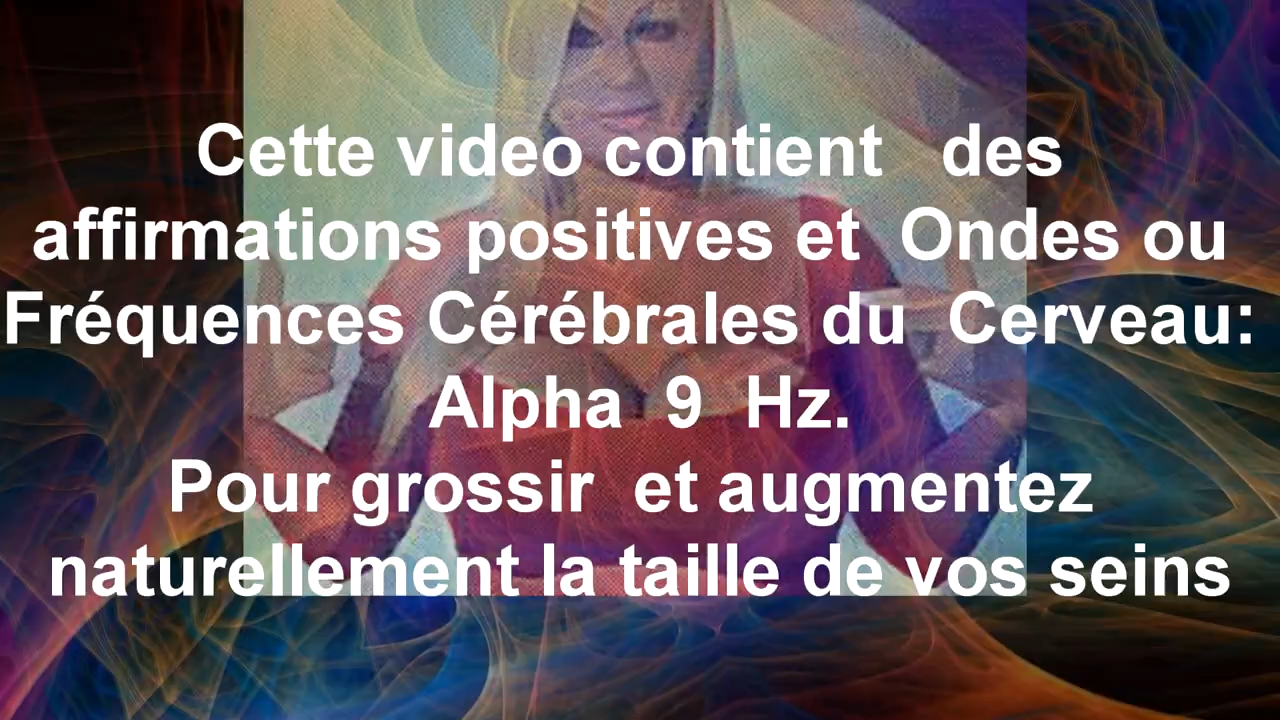 Cette video contient des
affirmations positives et Ondes ou
Fréquences Cérébrales du Cerveau:
Alpha 9 Hz.
Pour grossir et augmentez
naturellement la taille de vos seins